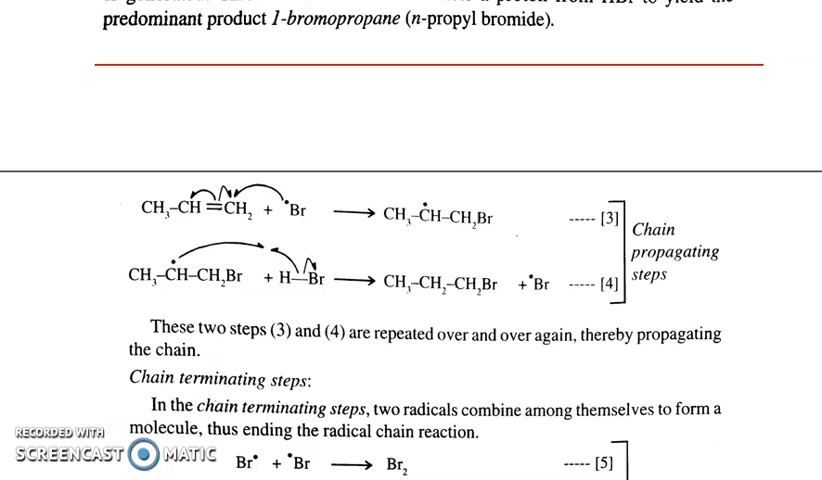 predominant product 1-bromopropane (n-propyl bromide).
CH₃–CH=CH₂ + •Br ⟶ CH₃–ĊH–CH₂Br ----- [3]
Chain
propagating
steps
CH₃–ĊH–CH₂Br + H—Br ⟶ CH₃–CH₂–CH₂Br + •Br ----- [4]
These two steps (3) and (4) are repeated over and over again, thereby propagating
the chain.
Chain terminating steps:
In the chain terminating steps, two radicals combine among themselves to form a
molecule, thus ending the radical chain reaction.
RECORDED WITH
SCREENCAST MATIC
Br• + •Br ⟶ Br₂ ----- [5]